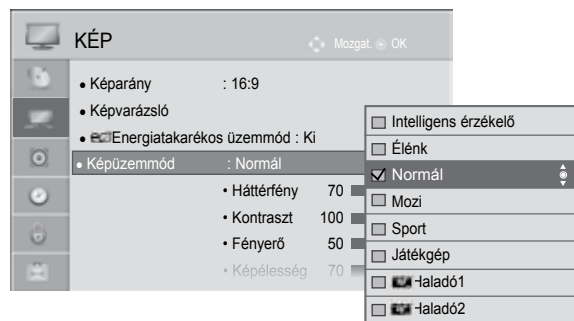 KÉP
Mozgat. OK
• Képarány : 16:9
• Képvarázsló
• Energiatakarékos üzemmód : Ki
• Képüzemmód : Normál
• Háttérfény 70
• Kontraszt 100
• Fényerő 50
• Képélesség 70
Intelligens érzékelő
Élénk
Normál
Mozi
Sport
Játékgép
Haladó1
Haladó2